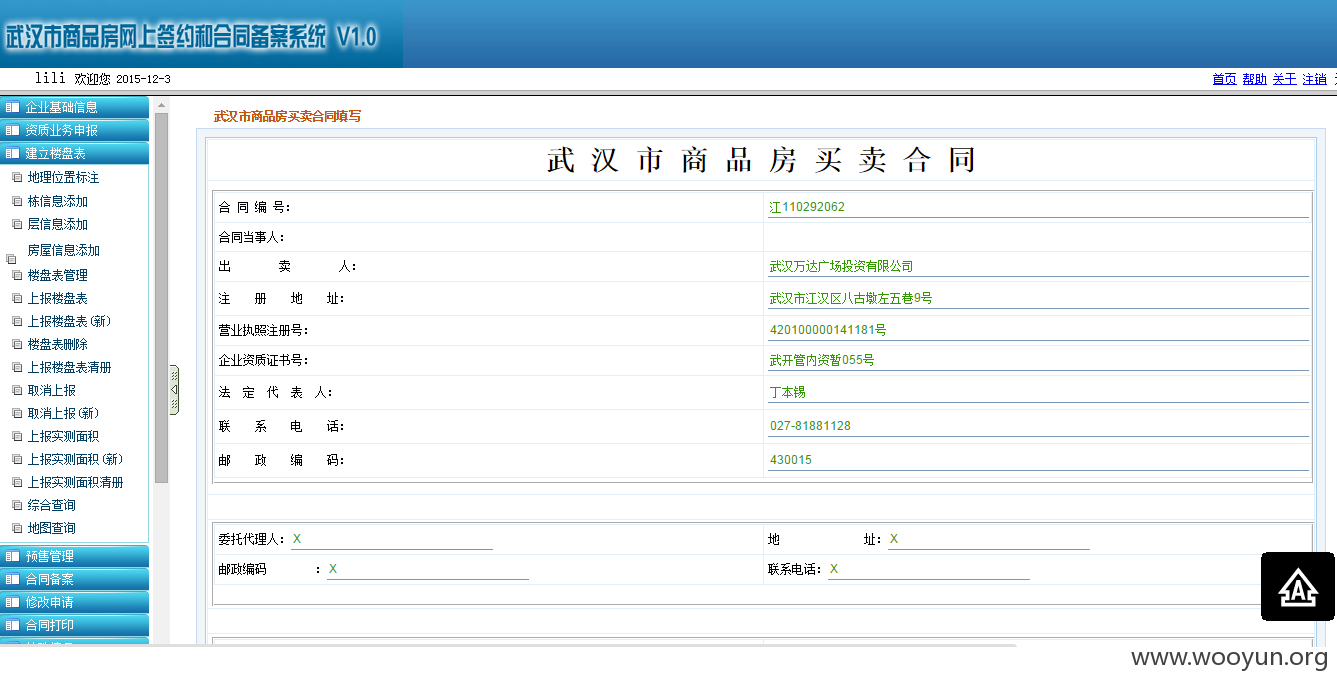 武汉市商品房网上签约和合同备案系统 V1.0
lili 欢迎您 2015-12-3
首页 帮助 关于 注销
企业基础信息
资质业务申报
建立楼盘表
地理位置标注
栋信息添加
层信息添加
房屋信息添加
楼盘表管理
上报楼盘表
上报楼盘表(新)
楼盘表删除
上报楼盘表清册
取消上报
取消上报(新)
上报实测面积
上报实测面积(新)
上报实测面积清册
综合查询
地图查询
预售管理
合同备案
修改申请
合同打印
武汉市商品房买卖合同填写
武汉市商品房买卖合同
合同编号: 江110292062
合同当事人:
出卖人: 武汉万达广场投资有限公司
注册地址: 武汉市江汉区八古墩左五巷9号
营业执照注册号: 420100000141181号
企业资质证书号: 武开管内资暂055号
法定代表人: 丁本锡
联系电话: 027-81881128
邮政编码: 430015
委托代理人: X 地址: X
邮政编码: X 联系电话: X
A
www.wooyun.org